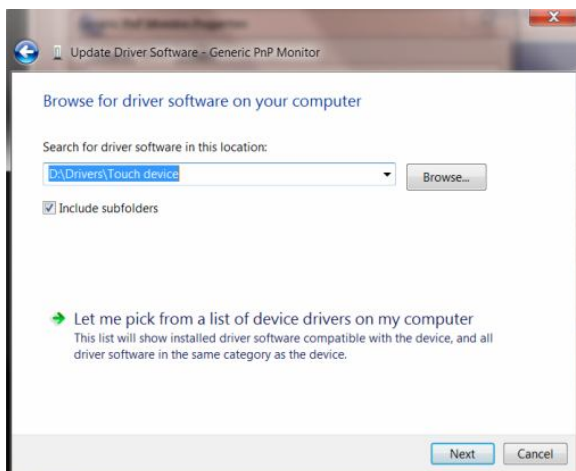 Update Driver Software - Generic PnP Monitor
Browse for driver software on your computer
Search for driver software in this location:
D:\Drivers\Touch device
Browse...
Include subfolders
Let me pick from a list of device drivers on my computer
This list will show installed driver software compatible with the device, and all
driver software in the same category as the device.
Next
Cancel